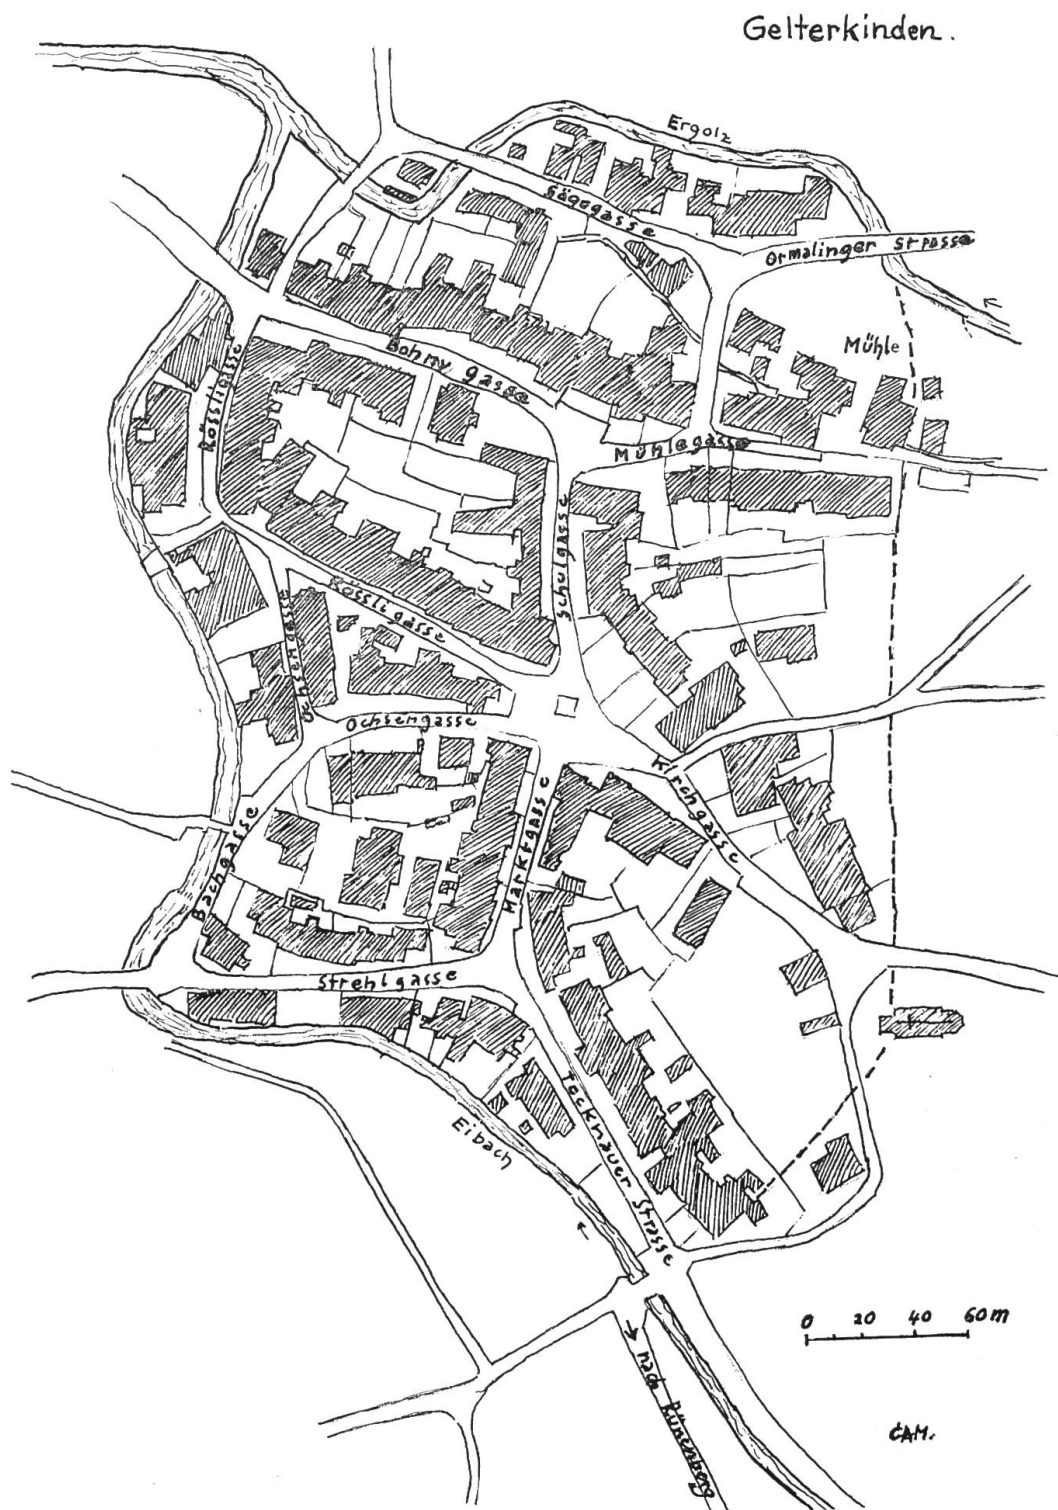 Gelterkinden.
Ergolz
Sägegasse
Ormalinger Strasse
Mühle
Bohny gasse
Rössligasse
Mühlegasse
Schulgasse
Rössligasse
Ochsengasse
Ochsengasse
Kirchgasse
Marktgasse
Bachgasse
Strehlgasse
Tecknauer Strasse
Eibach
0 20 40 60m
nach Rünenberg
CAM.